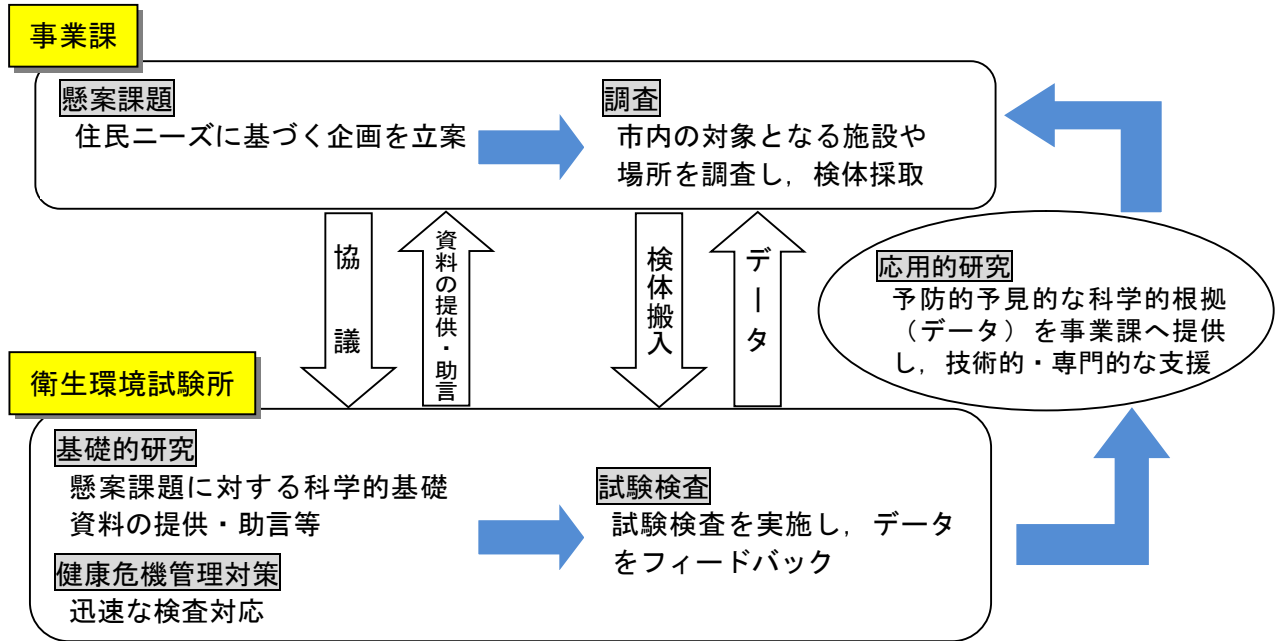 事業課
懸案課題
住民ニーズに基づく企画を立案
調査
市内の対象となる施設や
場所を調査し，検体採取
協議
資料の提供・助言
検体搬入
データ
応用的研究
予防的予見的な科学的根拠
（データ）を事業課へ提供
し，技術的・専門的な支援
衛生環境試験所
基礎的研究
懸案課題に対する科学的基礎
資料の提供・助言等
健康危機管理対策
迅速な検査対応
試験検査
試験検査を実施し，データ
をフィードバック